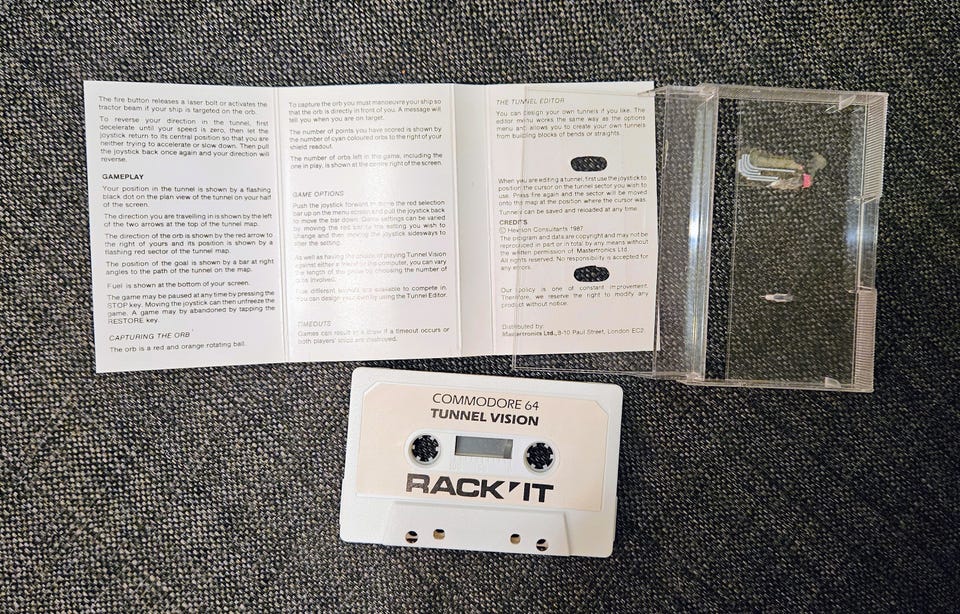 The fire button releases a laser bolt or activates the
tractor beam if your ship is targeted on the orb.
To reverse your direction in the tunnel, first
decelerate until your speed is zero, then let the
joystick return to its central position so that you are
neither trying to accelerate or slow down. Then pull
the joystick back once again and your direction will
reverse.
GAMEPLAY
Your position in the tunnel is shown by a flashing
black dot on the plan view of the tunnel on your half
of the screen.
The direction you are travelling in is shown by the left
of the two arrows at the top of the tunnel map.
The direction of the orb is shown by the red arrow to
the right of yours and its position is shown by a
flashing red sector of the tunnel map.
The position of the goal is shown by a bar at right
angles to the path of the tunnel on the map.
Fuel is shown at the bottom of your screen.
The game may be paused at any time by pressing the
STOP key. Moving the joystick can then unfreeze the
game. A game may by abandoned by tapping the
RESTORE key.
CAPTURING THE ORB
The orb is a red and orange rotating ball.
To capture the orb you must manoeuvre your ship so
that the orb is directly in front of you. A message will
tell you when you are on target.
The number of points you have scored is shown by
the number of cyan coloured orbs to the right of your
shield readout.
The number of orbs left in this game, including the
one in play, is shown at the centre right of the screen.
GAME OPTIONS
Push the joystick forward to move the red selection
bar up on the menu screen and pull the joystick back
to move the bar down. Game settings can be varied
by moving the red bar to the setting you wish to
change and then moving the joystick sideways to
alter the setting.
As well as having the choice of playing Tunnel Vision
against either a friend or the computer, you can vary
the length of the game by choosing the number of
orbs involved.
Five different tunnels are available to compete in.
You can design your own by using the Tunnel Editor.
TIMEOUTS
Games can result in a draw if a timeout occurs or
both players' ships are destroyed.
THE TUNNEL EDITOR
You can design your own tunnels if you like. The
editor menu works the same way as the options
menu and allows you to create your own tunnels
from building blocks of bends or straights.
When you are editing a tunnel, first use the joystick to
position the cursor on the tunnel sector you wish to
use. Press fire again and the sector will be moved
onto the map at the position where the cursor was.
Tunnels can be saved and reloaded at any time.
CREDITS
© Hewson Consultants 1987
The program and data are copyright and may not be
reproduced in part or in total by any means without
the written permission of Mastertronics Ltd.
All rights reserved. No responsibility is accepted for
any errors.
Our policy is one of constant improvement.
Therefore, we reserve the right to modify any
product without notice.
Distributed by:
Mastertronics Ltd., 8-10 Paul Street, London EC2.
COMMODORE 64
TUNNEL VISION
RACK'IT